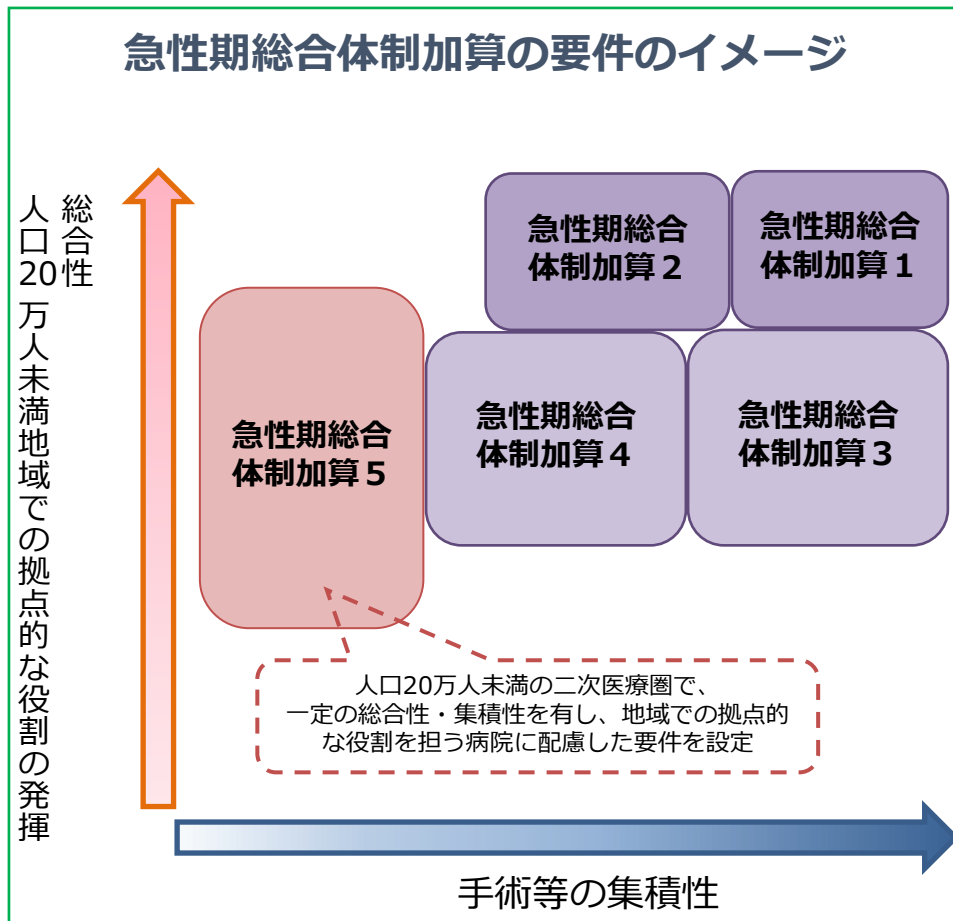 急性期総合体制加算の要件のイメージ
総合性
人口20万人未満地域での拠点的な役割の発揮
急性期総合
体制加算２
急性期総合
体制加算１
急性期総合
体制加算５
急性期総合
体制加算４
急性期総合
体制加算３
人口20万人未満の二次医療圏で、
一定の総合性・集積性を有し、地域での拠点的
な役割を担う病院に配慮した要件を設定
手術等の集積性